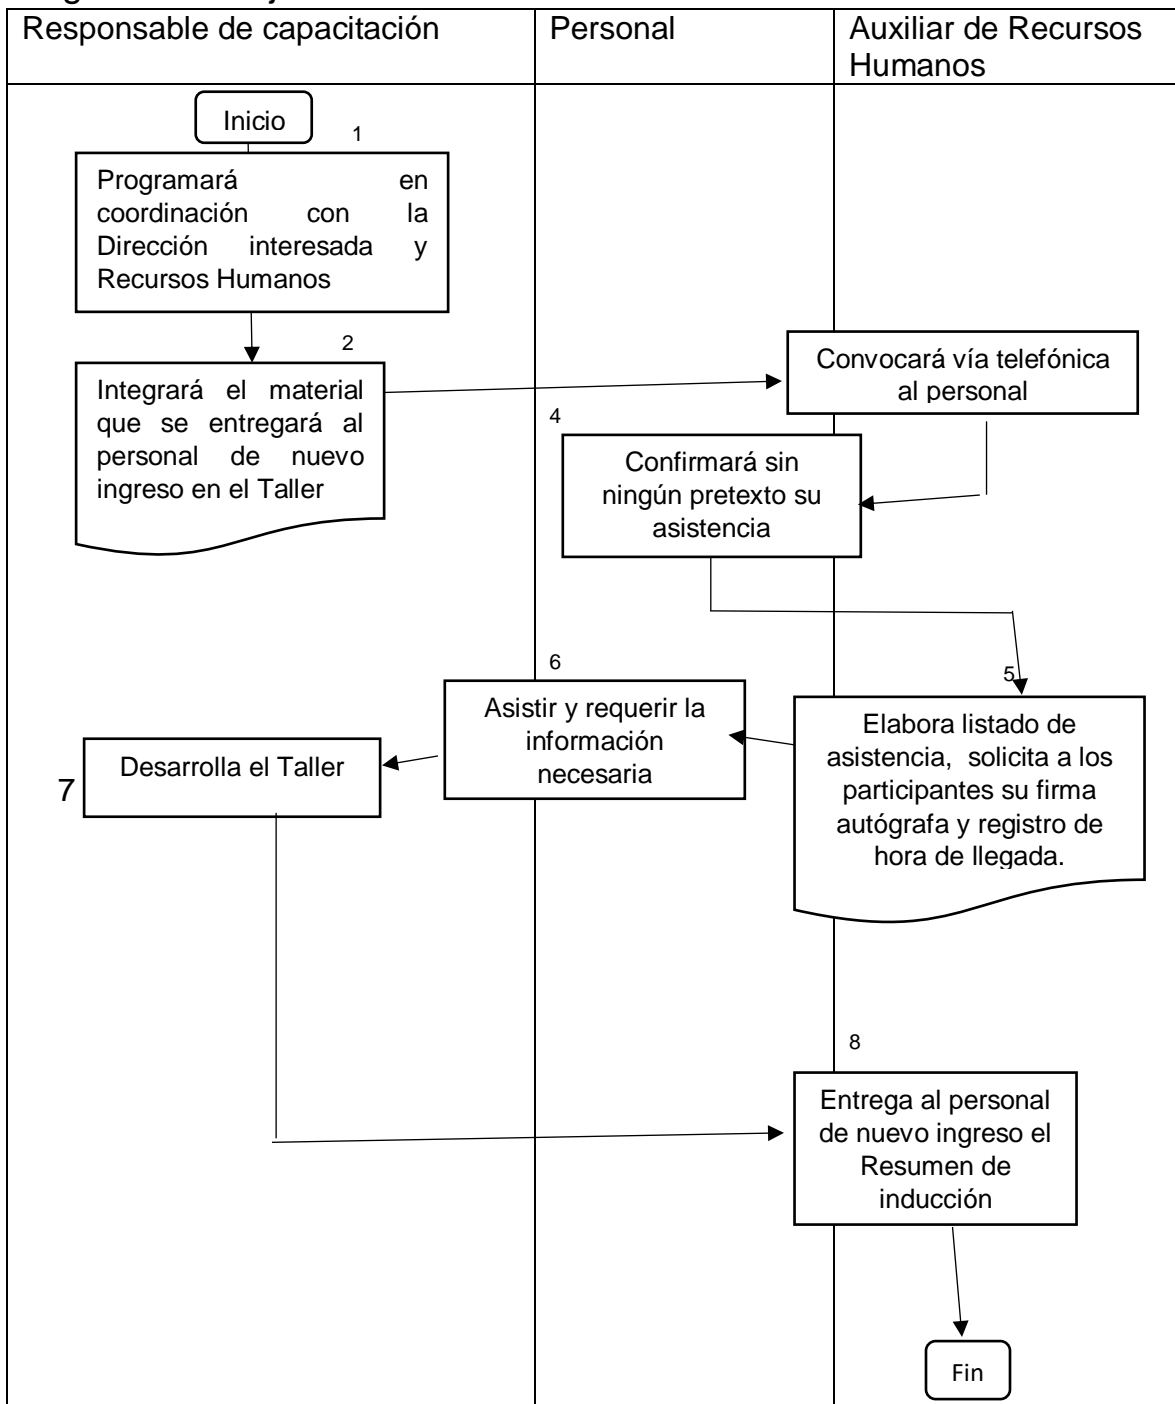 Responsable de capacitación
Personal
Auxiliar de Recursos
Humanos
Inicio
1
Programará en
coordinación con la
Dirección interesada y
Recursos Humanos
2
Integrará el material
que se entregará al
personal de nuevo
ingreso en el Taller
Convocará vía telefónica
al personal
4
Confirmará sin
ningún pretexto su
asistencia
5
Elabora listado de
asistencia, solicita a los
participantes su firma
autógrafa y registro de
hora de llegada.
6
Asistir y requerir la
información
necesaria
7
Desarrolla el Taller
8
Entrega al personal
de nuevo ingreso el
Resumen de
inducción
Fin